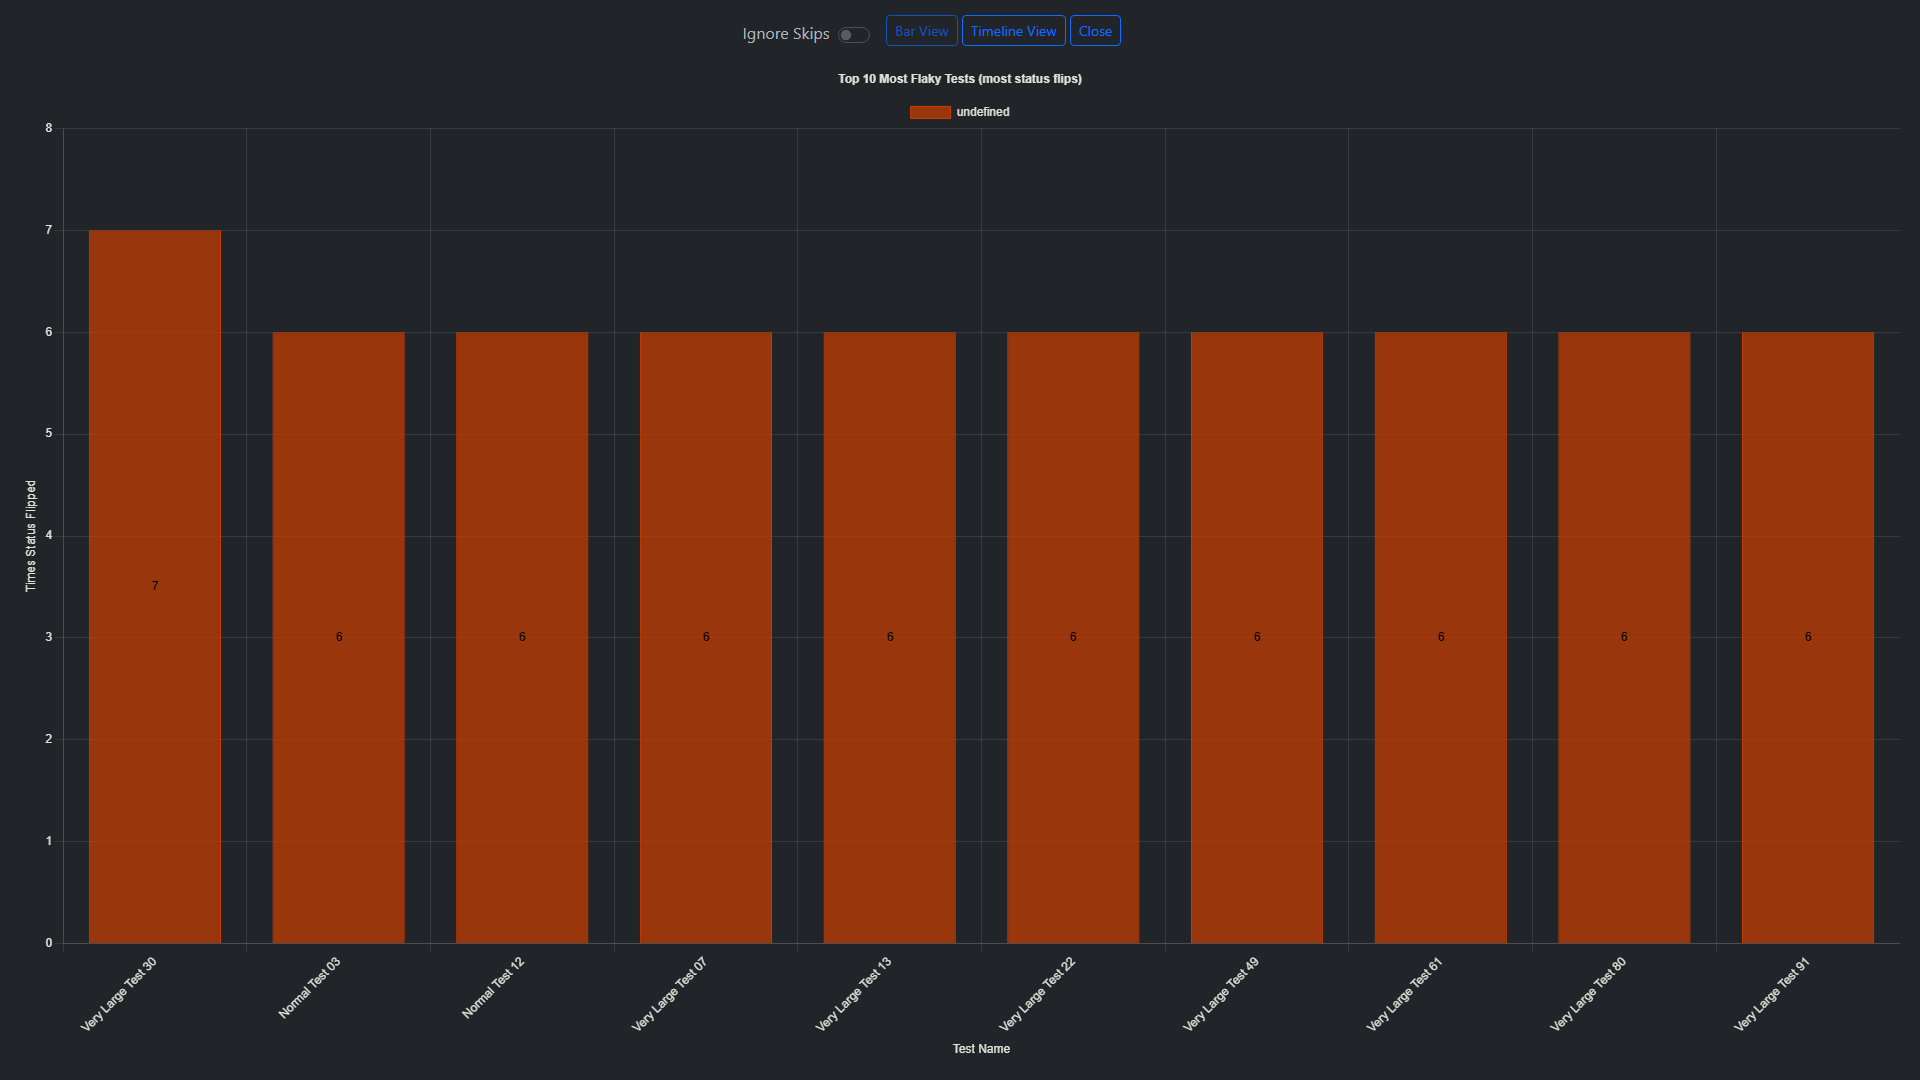 Ignore Skips Bar View Timeline View Close
Top 10 Most Flaky Tests (most status flips)
undefined
8
7
6
5
4
3
2
1
0
Times Status Flipped
7 6 6 6 6 6 6 6 6 6
Very Large Test 30
Normal Test 03
Normal Test 12
Very Large Test 07
Very Large Test 13
Very Large Test 22
Very Large Test 49
Very Large Test 61
Very Large Test 80
Very Large Test 91
Test Name